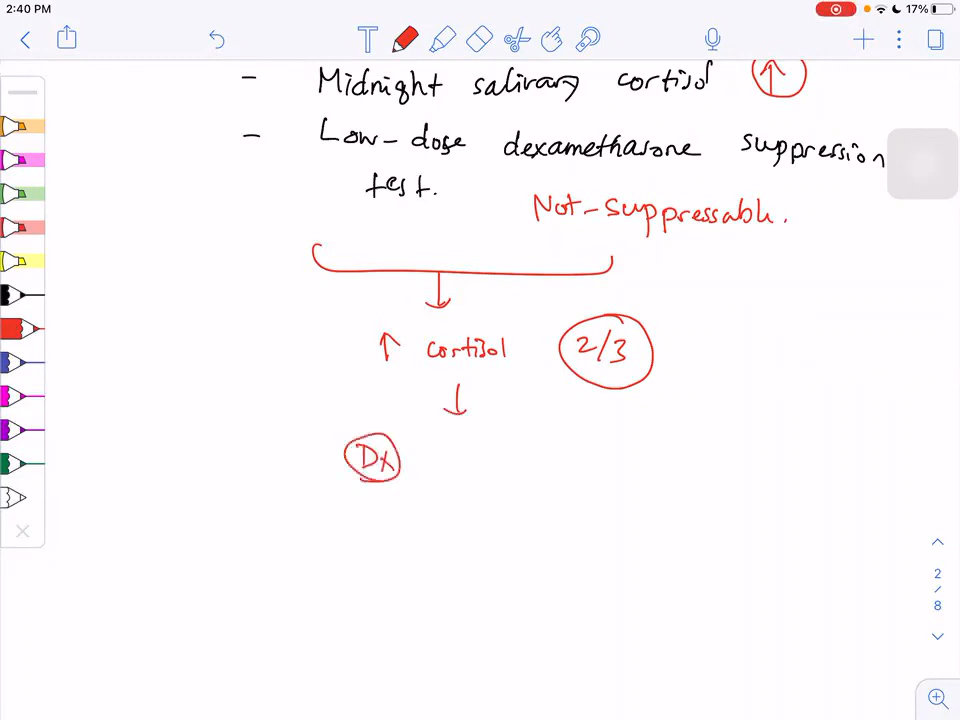 2:40 PM
17%
T
- Midnight salivary cortisol ↑
- Low-dose dexamethasone suppression
test.
Not-suppressable.
↑ cortisol 2/3
Dx
2
/
8